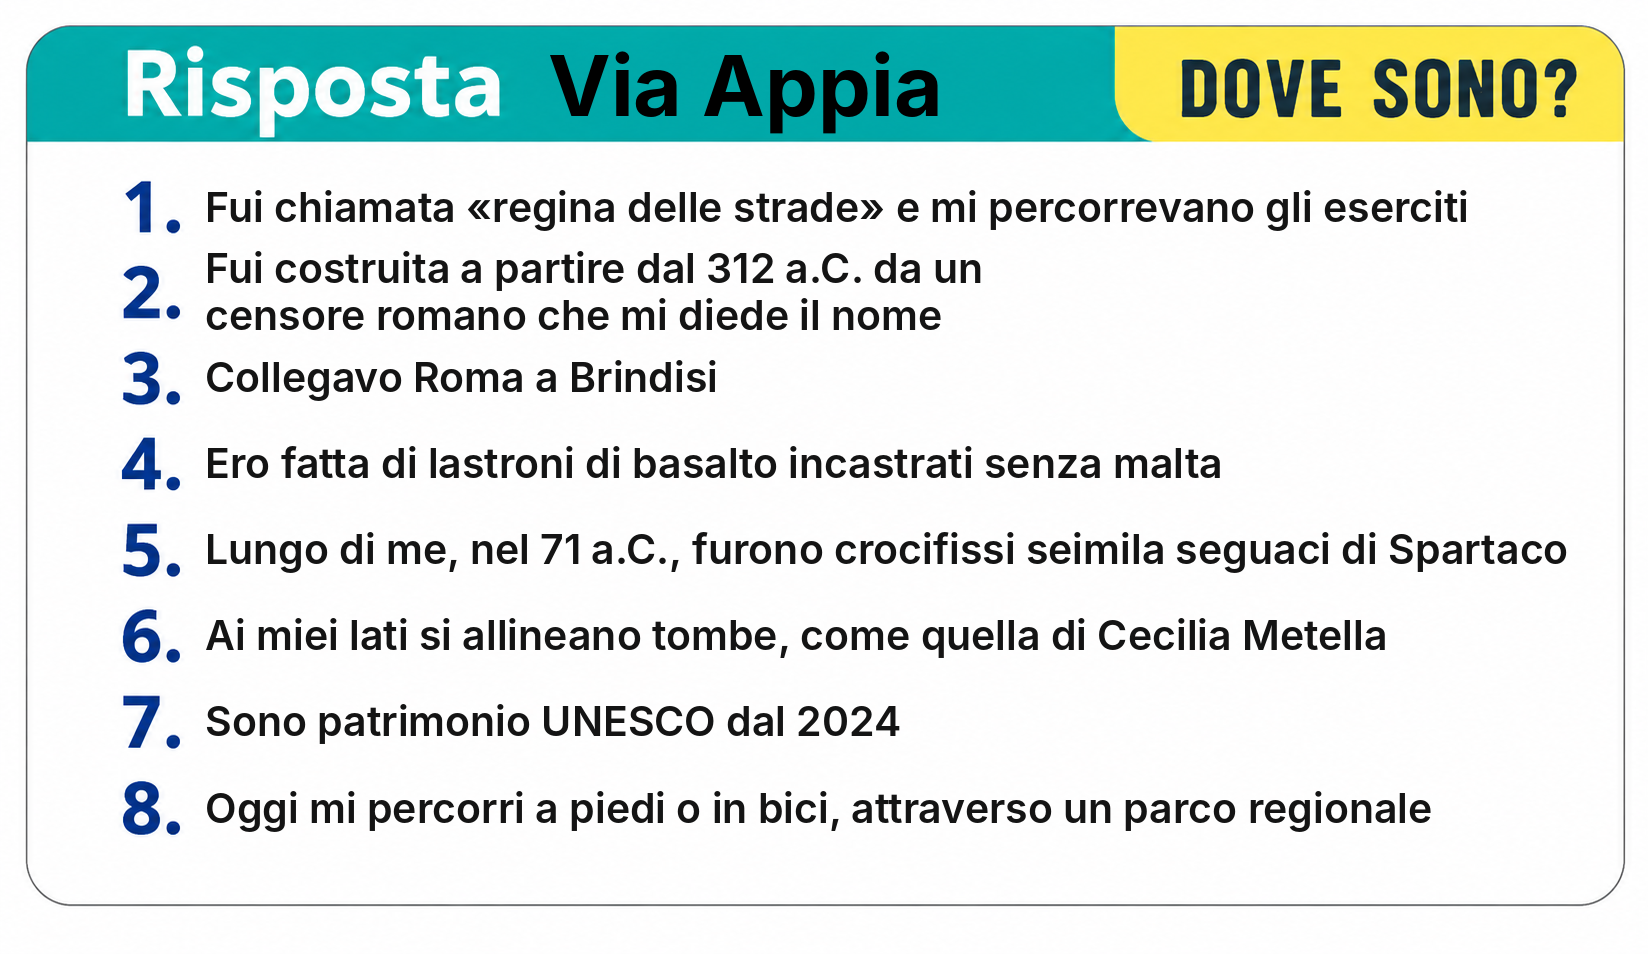 Risposta Via Appia
DOVE SONO?
1. Fui chiamata «regina delle strade» e mi percorrevano gli eserciti
2. Fui costruita a partire dal 312 a.C. da un
censore romano che mi diede il nome
3. Collegavo Roma a Brindisi
4. Ero fatta di lastroni di basalto incastrati senza malta
5. Lungo di me, nel 71 a.C., furono crocifissi seimila seguaci di Spartaco
6. Ai miei lati si allineano tombe, come quella di Cecilia Metella
7. Sono patrimonio UNESCO dal 2024
8. Oggi mi percorri a piedi o in bici, attraverso un parco regionale